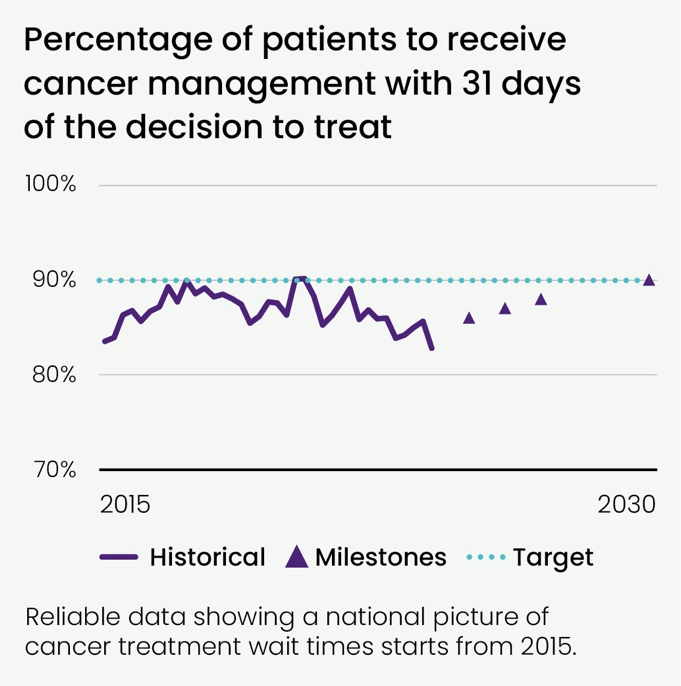 Percentage of patients to receive
cancer management with 31 days
of the decision to treat
100%
90%
80%
70%
2015 2030
Historical Milestones Target
Reliable data showing a national picture of
cancer treatment wait times starts from 2015.